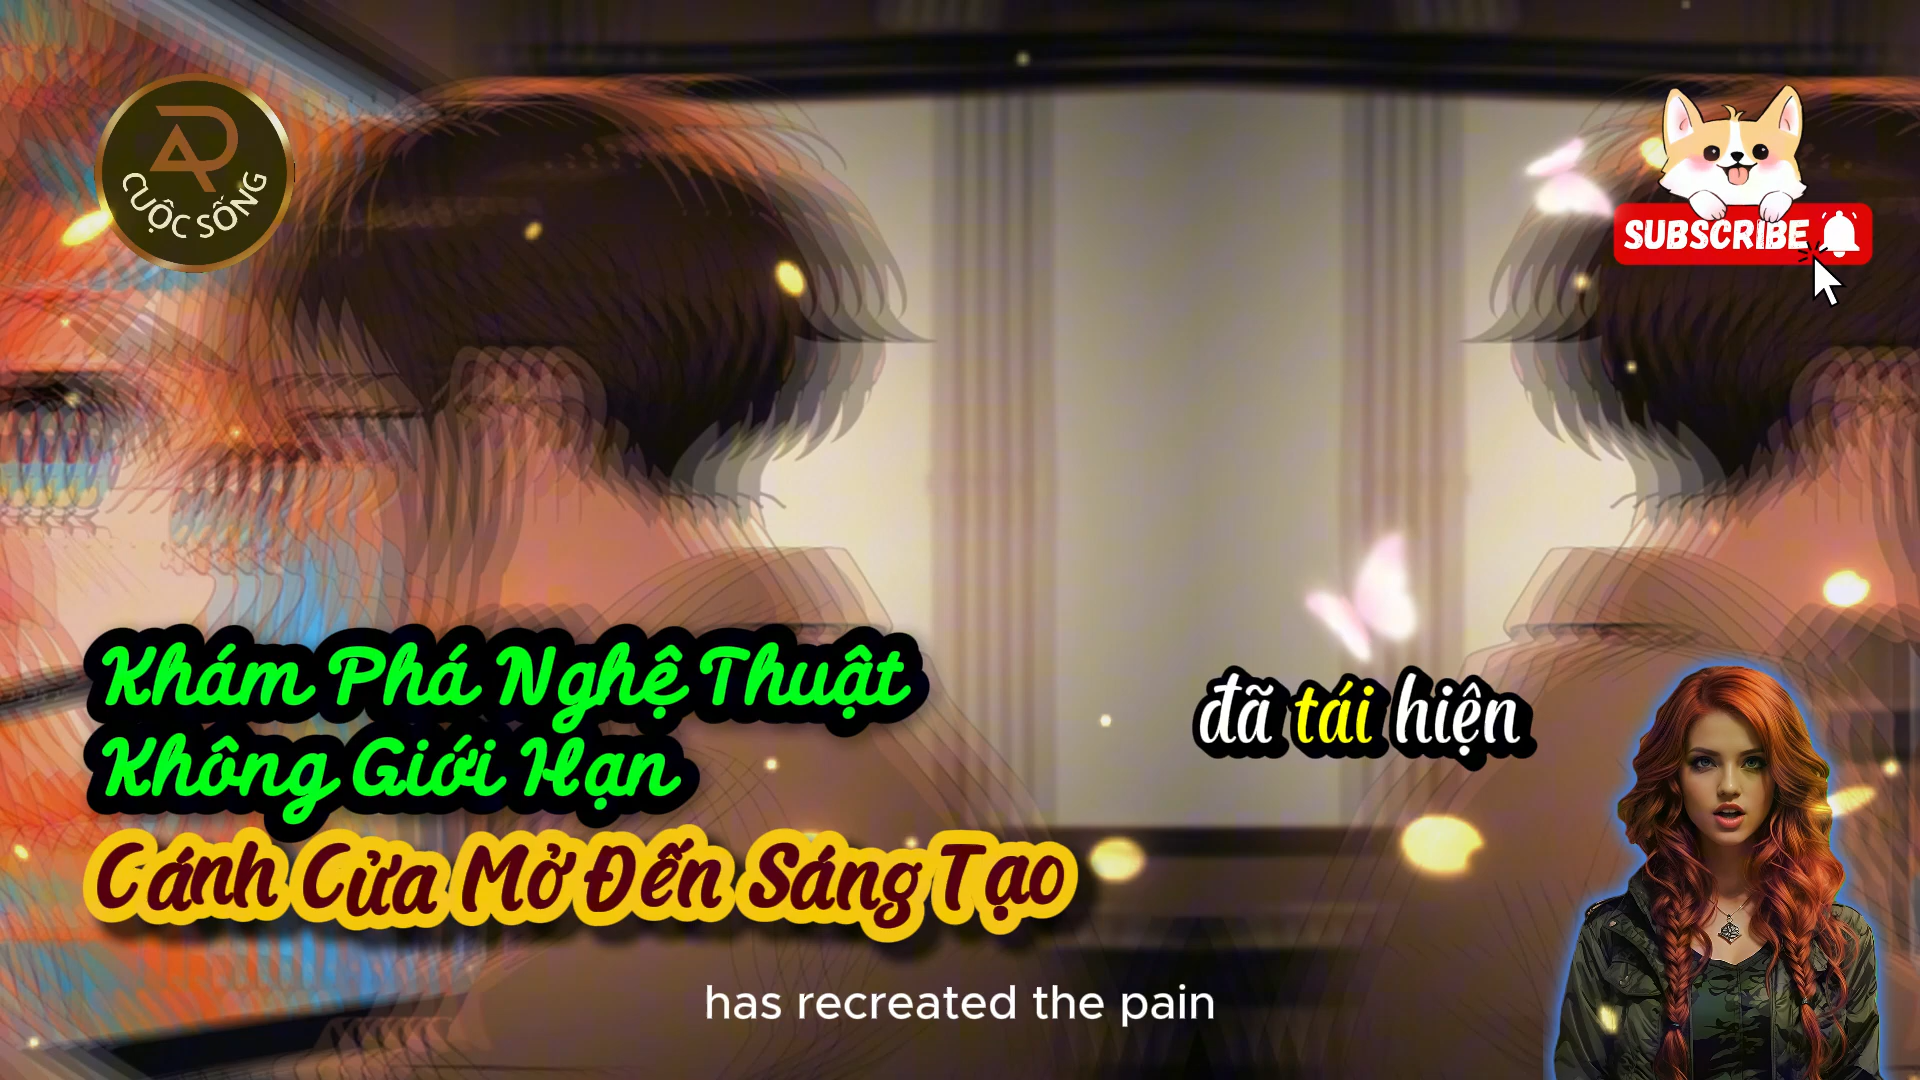 CUỘC SỐNG
SUBSCRIBE
Khám Phá Nghệ Thuật
Không Giới Hạn
Cánh Cửa Mở Đến Sáng Tạo
đã tái hiện
has recreated the pain